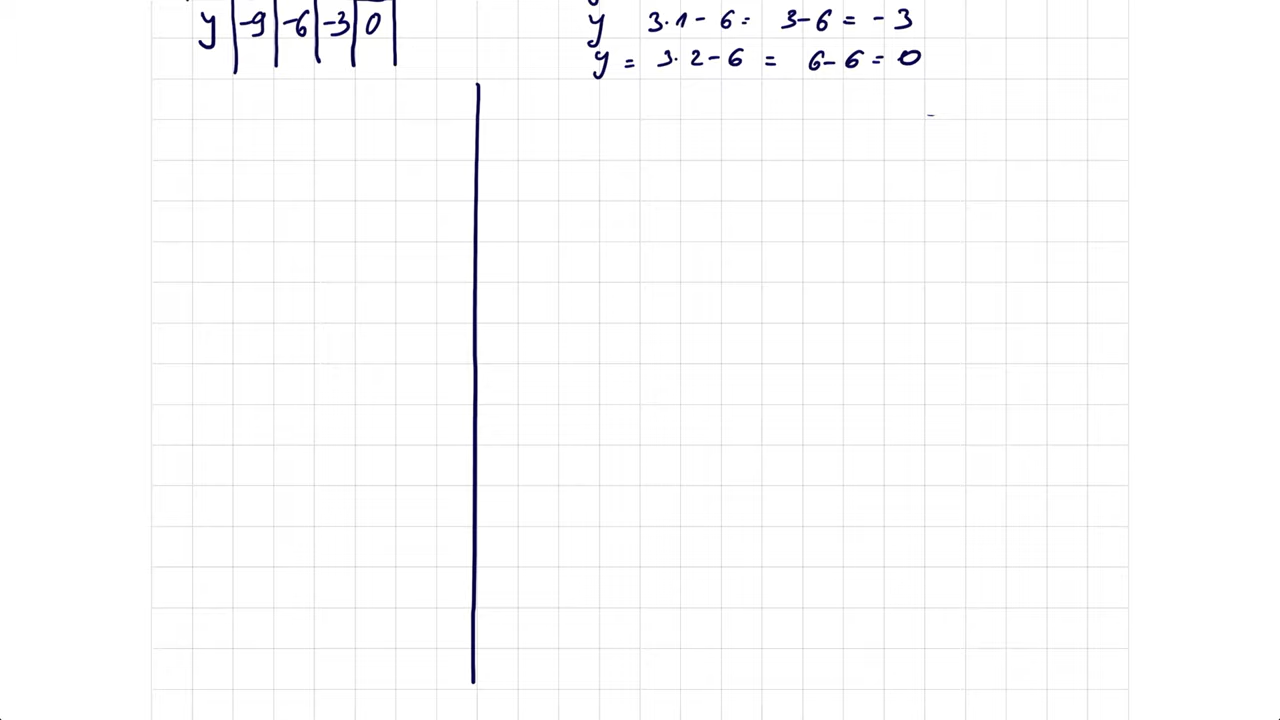 y | -9 | -6 | -3 | 0 |
y 3·1 - 6 = 3-6 = -3
y = 3·2 - 6 = 6-6 = 0